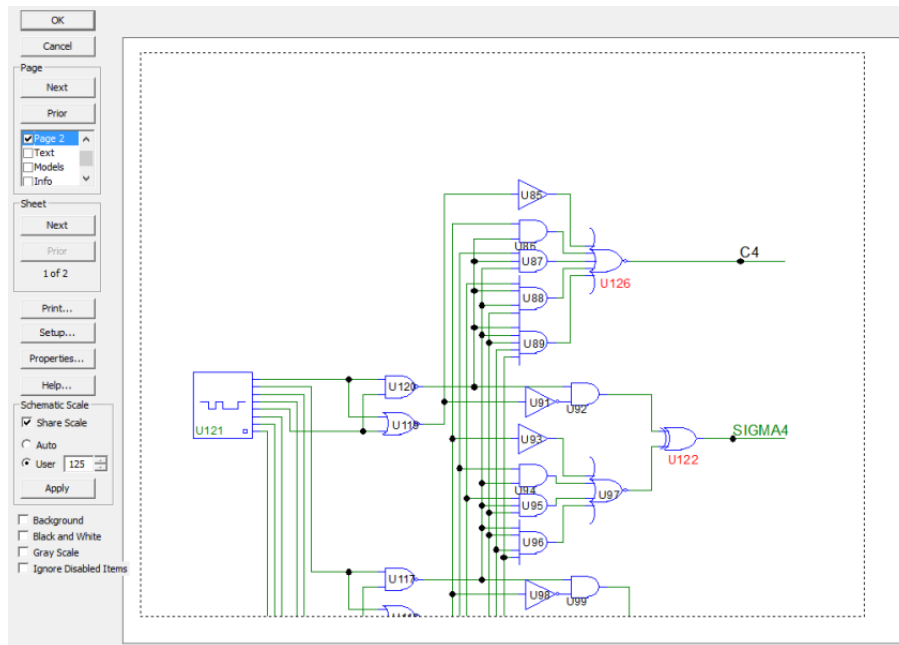 OK
Cancel
Page
Next
Prior
Page 2
Text
Models
Info
Sheet
Next
Prior
1 of 2
Print...
Setup...
Properties...
Help...
Schematic Scale
Share Scale
Auto
User 125
Apply
Background
Black and White
Gray Scale
Ignore Disabled Items
U85
U86
U87
U88
U89
U126
C4
U121
U120
U119
U91
U92
U93
U94
U95
U96
U97
U122
SIGMA4
U117
U98
U99